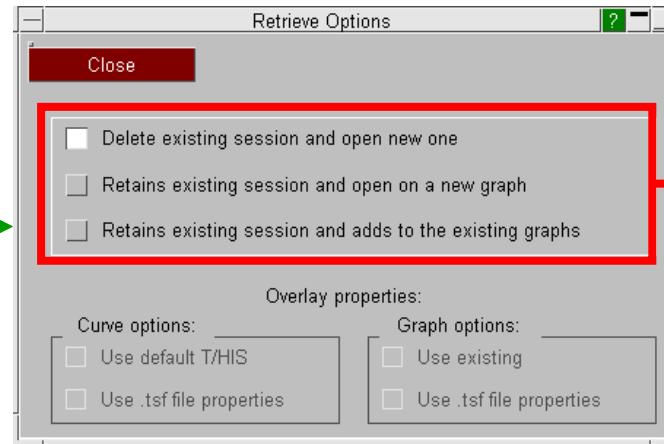 Retrieve Options ?
Close
Delete existing session and open new one
Retains existing session and open on a new graph
Retains existing session and adds to the existing graphs
Overlay properties:
Curve options: Graph options:
Use default T/HIS Use existing
Use .tsf file properties Use .tsf file properties